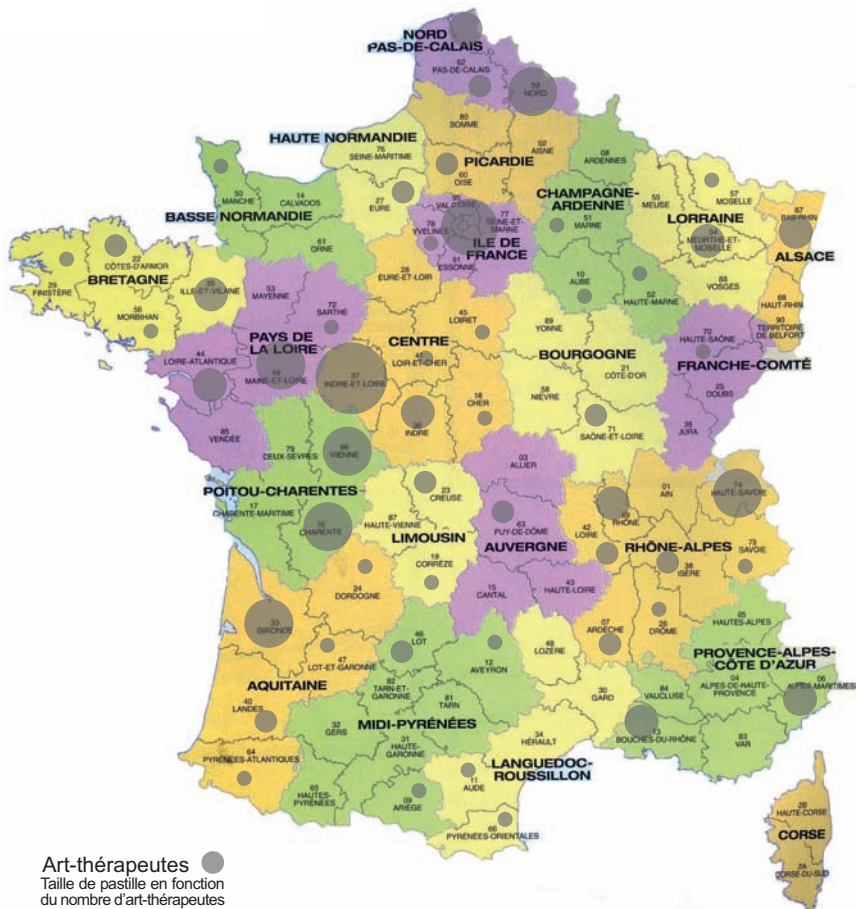 NORD
PAS-DE-CALAIS
62
PAS-DE-CALAIS
59
NORD
80
SOMME
02
AISNE
HAUTE NORMANDIE
76
SEINE-MARITIME
PICARDIE
60
OISE
08
ARDENNES
50
MANCHE
14
CALVADOS
27
EURE
BASSE NORMANDIE
61
ORNE
95
VAL D'OISE
78
YVELINES
77
SEINE-ET-
MARNE
91
ESSONNE
ILE DE
FRANCE
CHAMPAGNE-
ARDENNE
51
MARNE
10
AUBE
52
HAUTE-MARNE
55
MEUSE
57
MOSELLE
LORRAINE
54
MEURTHE-ET-
MOSELLE
88
VOSGES
67
BAS-RHIN
ALSACE
68
HAUT-RHIN
90
TERRITOIRE
DE BELFORT
22
CÔTES-D'ARMOR
29
FINISTÈRE
BRETAGNE
35
ILLE-ET-VILAINE
56
MORBIHAN
53
MAYENNE
72
SARTHE
PAYS DE
LA LOIRE
44
LOIRE-ATLANTIQUE
49
MAINE-ET-LOIRE
85
VENDÉE
28
EURE-ET-LOIR
45
LOIRET
CENTRE
41
LOIR-ET-CHER
37
INDRE-ET-LOIRE
18
CHER
36
INDRE
89
YONNE
BOURGOGNE
21
CÔTE-D'OR
58
NIEVRE
71
SAÔNE-ET-LOIRE
70
HAUTE-SAÔNE
FRANCHE-COMTÉ
25
DOUBS
39
JURA
79
DEUX-SEVRES
86
VIENNE
POITOU-CHARENTES
17
CHARENTE-MARITIME
16
CHARENTE
23
CREUSE
87
HAUTE-VIENNE
LIMOUSIN
19
CORRÈZE
03
ALLIER
63
PUY-DE-DÔME
AUVERGNE
15
CANTAL
43
HAUTE-LOIRE
01
AIN
74
HAUTE-SAVOIE
69
RHÔNE
42
LOIRE
RHÔNE-ALPES
73
SAVOIE
38
ISÈRE
07
ARDÈCHE
26
DRÔME
24
DORDOGNE
33
GIRONDE
47
LOT-ET-GARONNE
AQUITAINE
40
LANDES
64
PYRÉNÉES-ATLANTIQUES
46
LOT
12
AVEYRON
82
TARN-ET-
GARONNE
81
TARN
MIDI-PYRÉNÉES
32
GERS
31
HAUTE-
GARONNE
65
HAUTES-
PYRENEES
09
ARIÈGE
48
LOZÈRE
30
GARD
34
HÉRAULT
LANGUEDOC-
ROUSSILLON
11
AUDE
66
PYRÉNÉES-ORIENTALES
05
HAUTES-ALPES
PROVENCE-ALPES-
CÔTE D'AZUR
04
ALPES-DE-HAUTE-
PROVENCE
06
ALPES-MARITIMES
84
VAUCLUSE
13
BOUCHES-DU-RHÔNE
83
VAR
2B
HAUTE-CORSE
CORSE
2A
CORSE-DU-SUD
Art-thérapeutes
Taille de pastille en fonction
du nombre d'art-thérapeutes